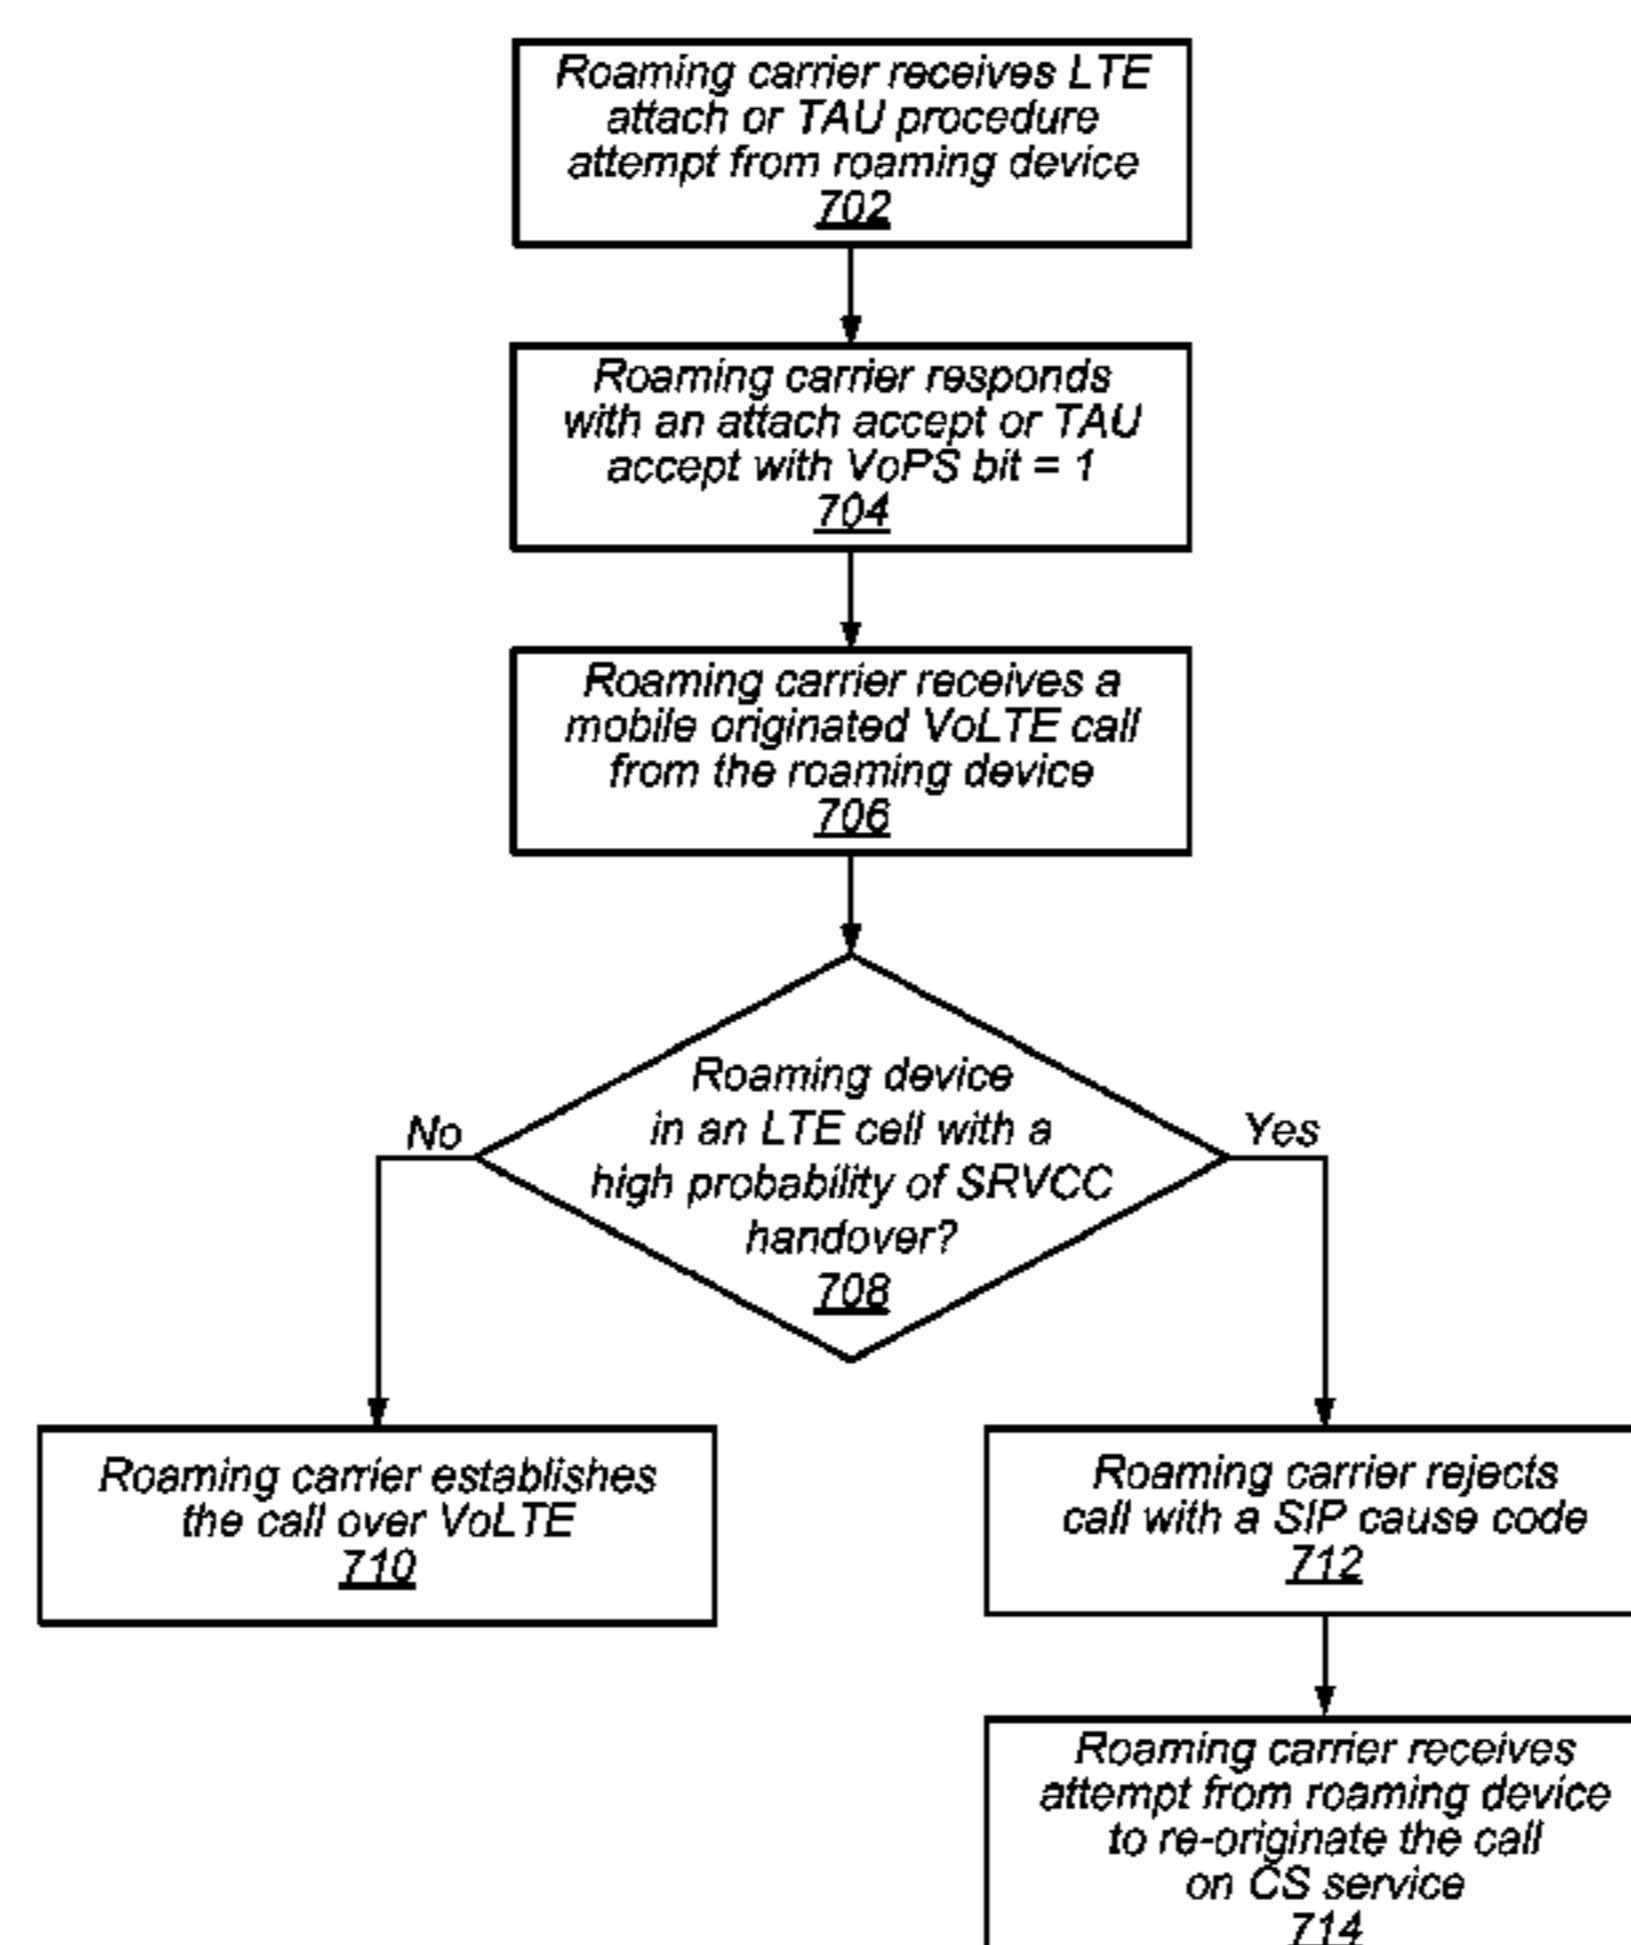 Roaming carrier receives LTE
attach or TAU procedure
attempt from roaming device
702
Roaming carrier responds
with an attach accept or TAU
accept with VoPS bit = 1
704
Roaming carrier receives a
mobile originated VoLTE call
from the roaming device
706
Roaming device
in an LTE cell with a
high probability of SRVCC
handover?
708
No
Yes
Roaming carrier establishes
the call over VoLTE
710
Roaming carrier rejects
call with a SIP cause code
712
Roaming carrier receives
attempt from roaming device
to re-originate the call
on CS service
714